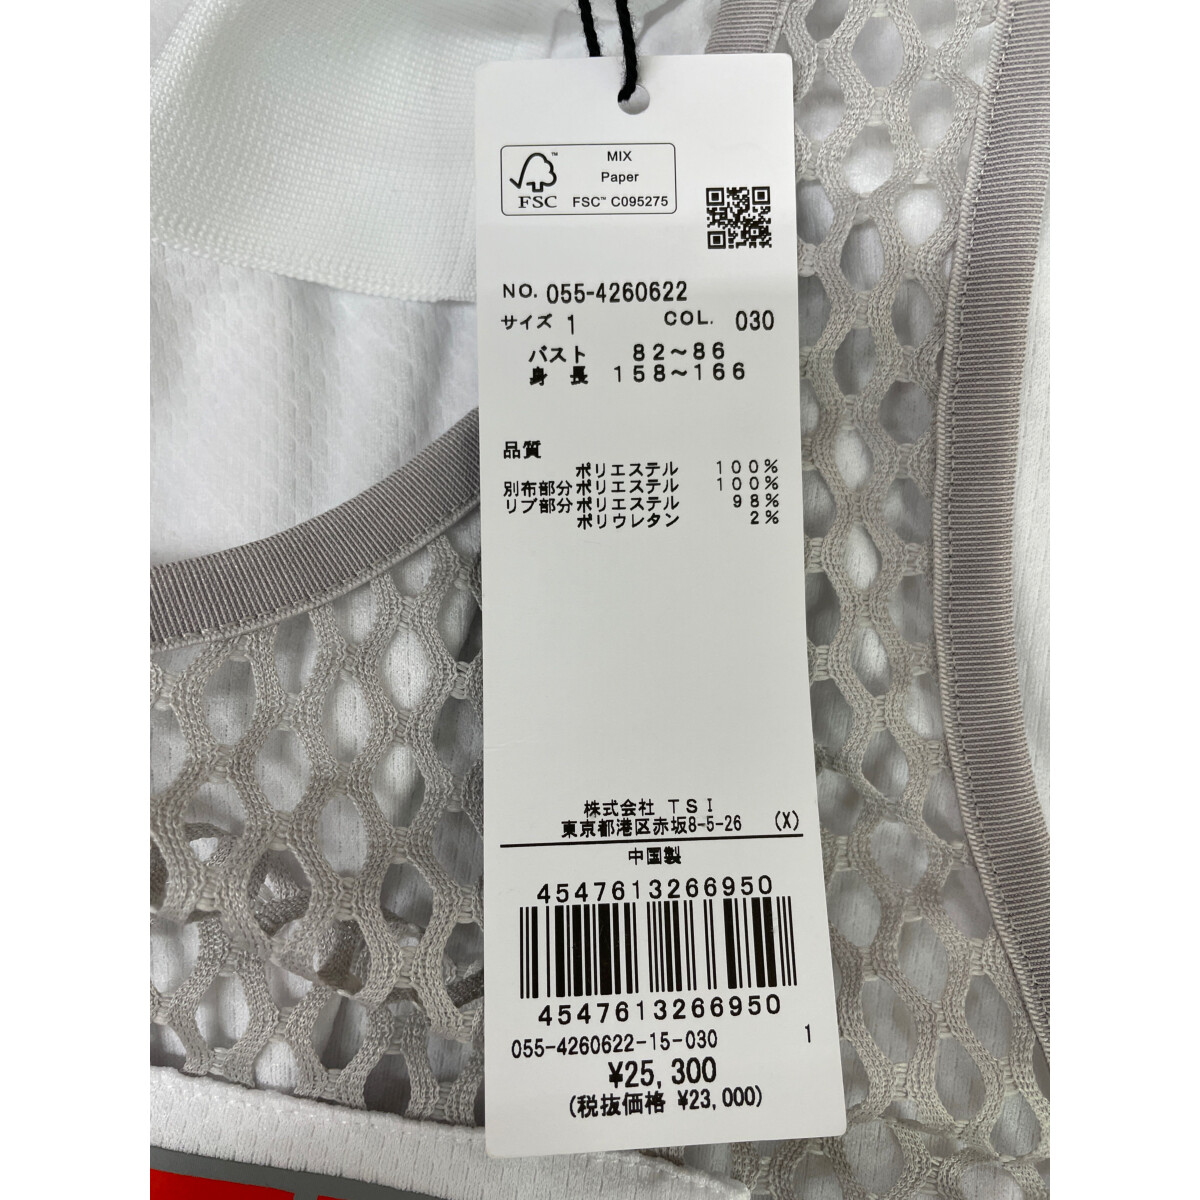 MIX
Paper
FSC™ FSC™ C095275
NO. 055-4260622
サイズ 1 COL. 030
バスト 82～86
身長 158～166
品質
ポリエステル 100%
別布部分ポリエステル 100%
リブ部分ポリエステル 98%
ポリウレタン 2%
株式会社 TSI
東京都港区赤坂8-5-26 (X)
中国製
4547613266950
4547613266950
055-4260622-15-030 1
¥25,300
(税抜価格 ¥23,000)